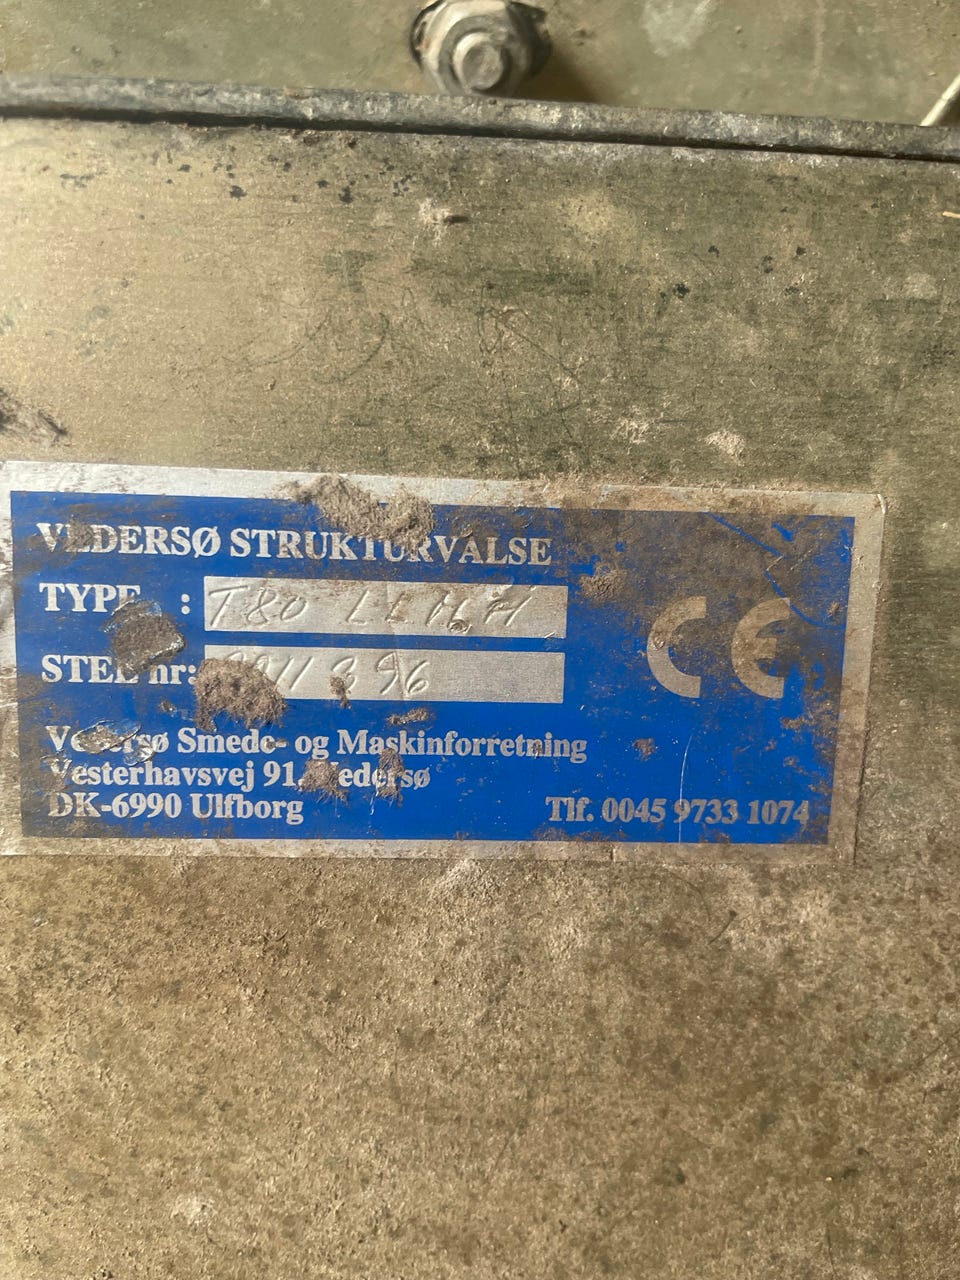 VEDERSØ STRUKTURVALSE
TYPE : T80
STEL nr:
CE
Vedersø Smede- og Maskinforretning
Vesterhavsvej 91, Vedersø
DK-6990 Ulfborg
Tlf. 0045 9733 1074